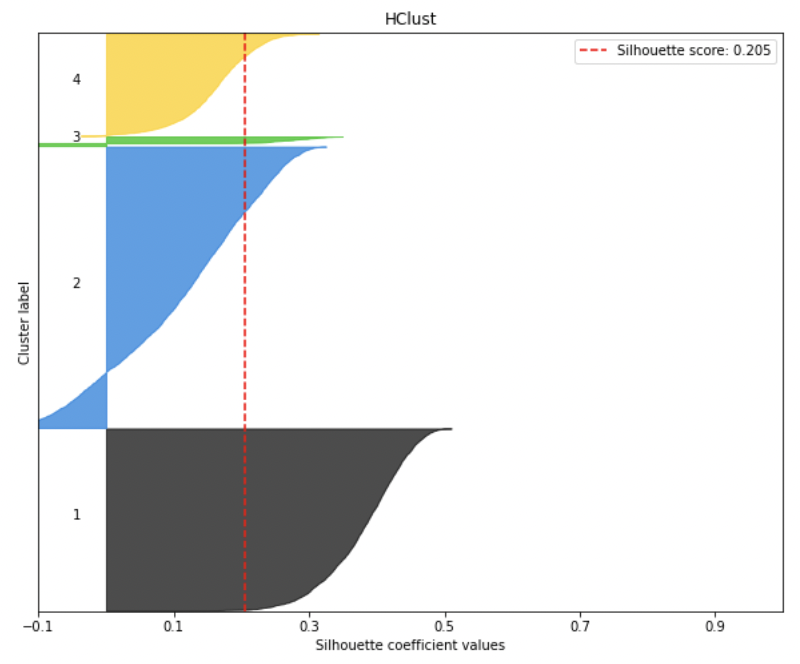 HClust
Silhouette score: 0.205
4
3
2
1
Cluster label
−0.1 0.1 0.3 0.5 0.7 0.9
Silhouette coefficient values